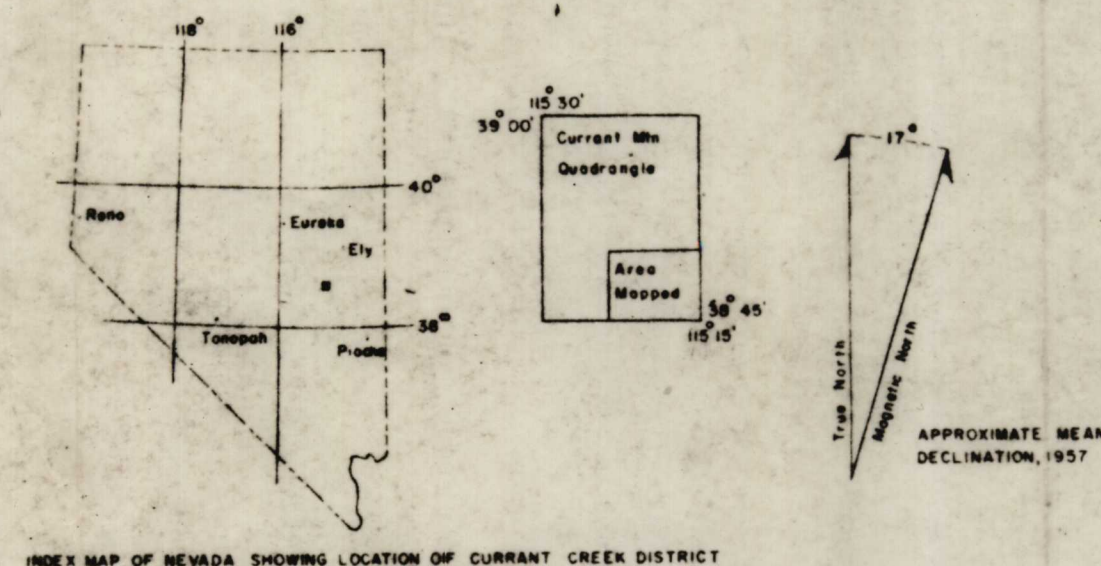 118°
116°
40°
Reno
Eureka
Ely
38°
Tonopah
Pioche
115° 30'
39° 00'
Currant Mtn
Quadrangle
Area
Mapped
38° 45'
115° 15'
17°
True North
Magnetic North
APPROXIMATE MEAN
DECLINATION, 1957
INDEX MAP OF NEVADA SHOWING LOCATION OIF CURRANT CREEK DISTRICT